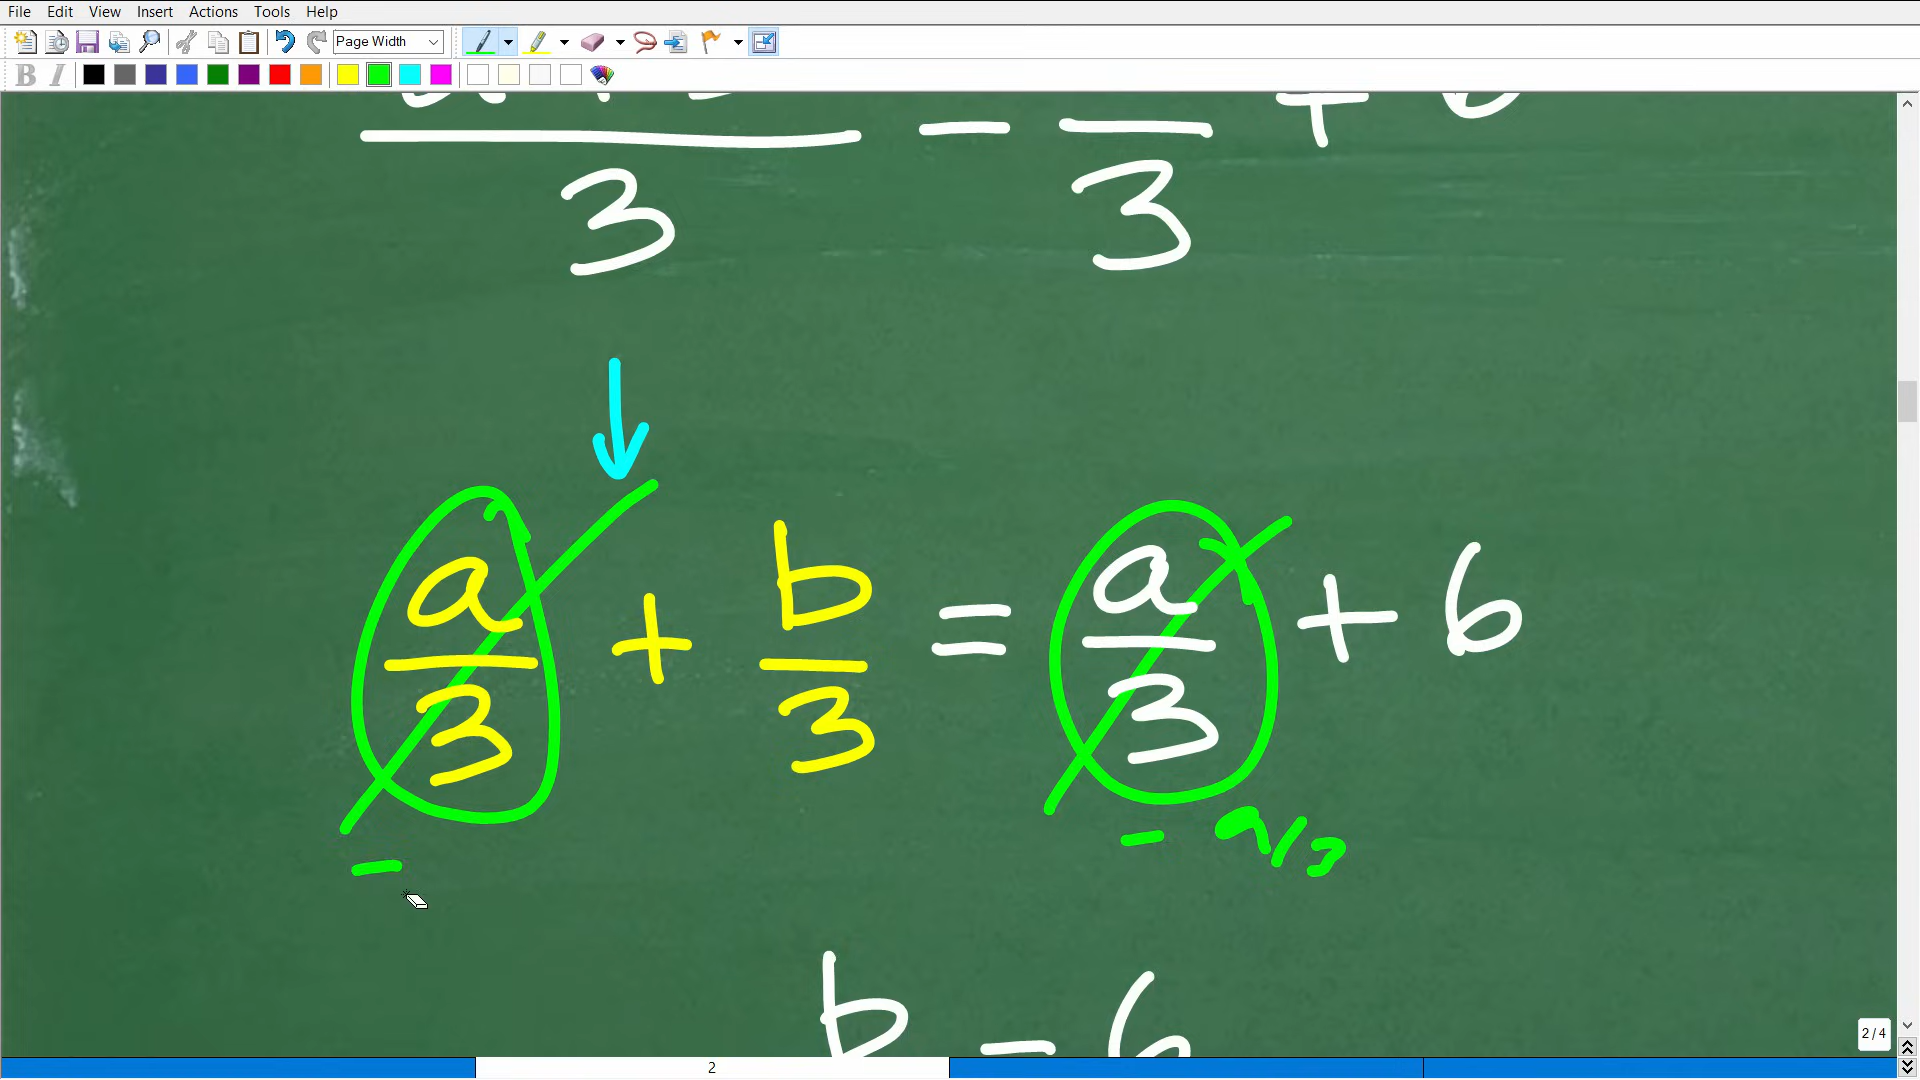 File Edit View Insert Actions Tools Help
Page Width
B I
3 3
a/3 + b/3 = a/3 + 6
- - a/3
b = 6
2 / 4
2